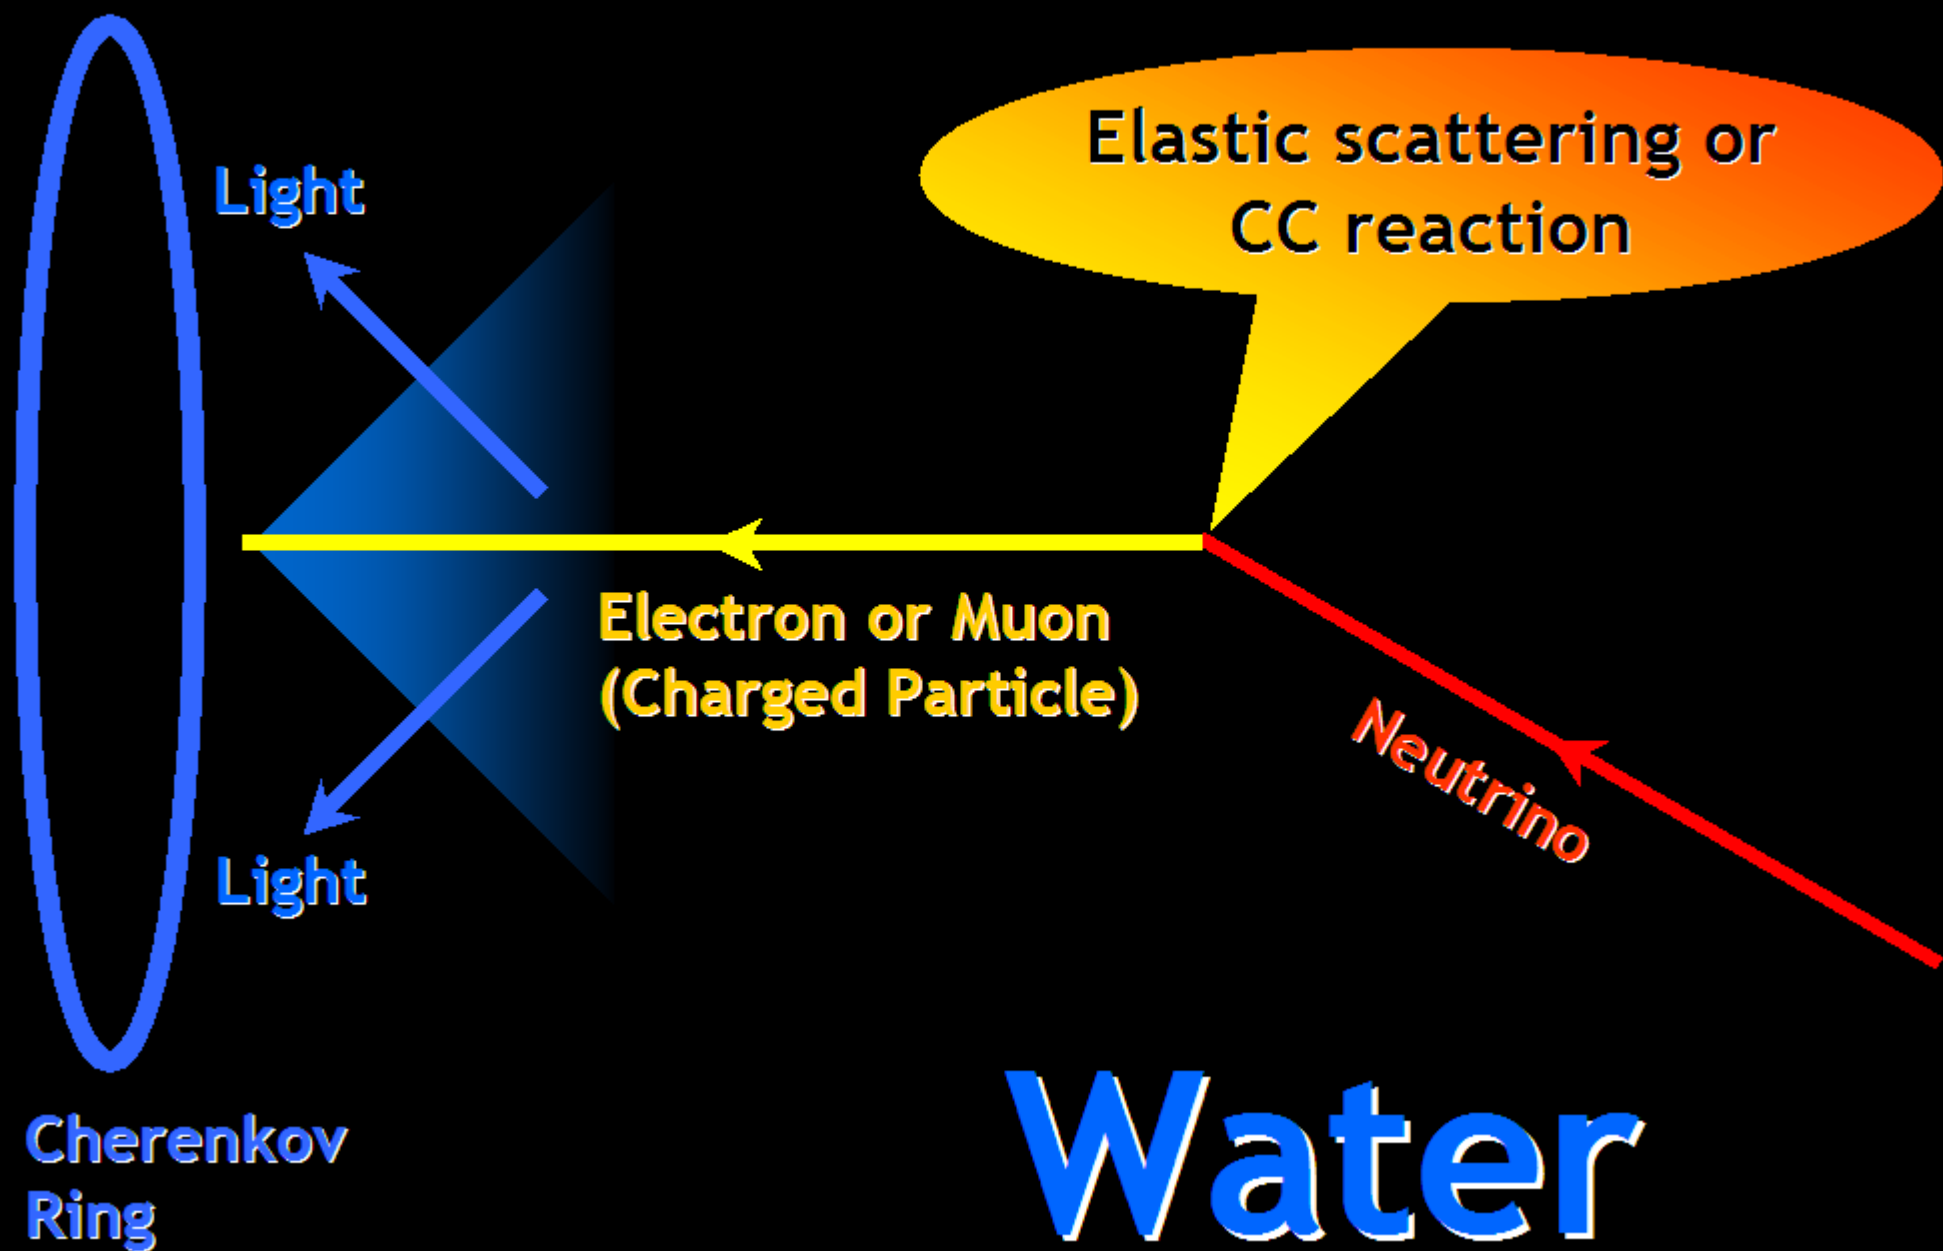 Elastic scattering or
CC reaction
Light
Electron or Muon
(Charged Particle)
Neutrino
Light
Cherenkov
Ring
Water